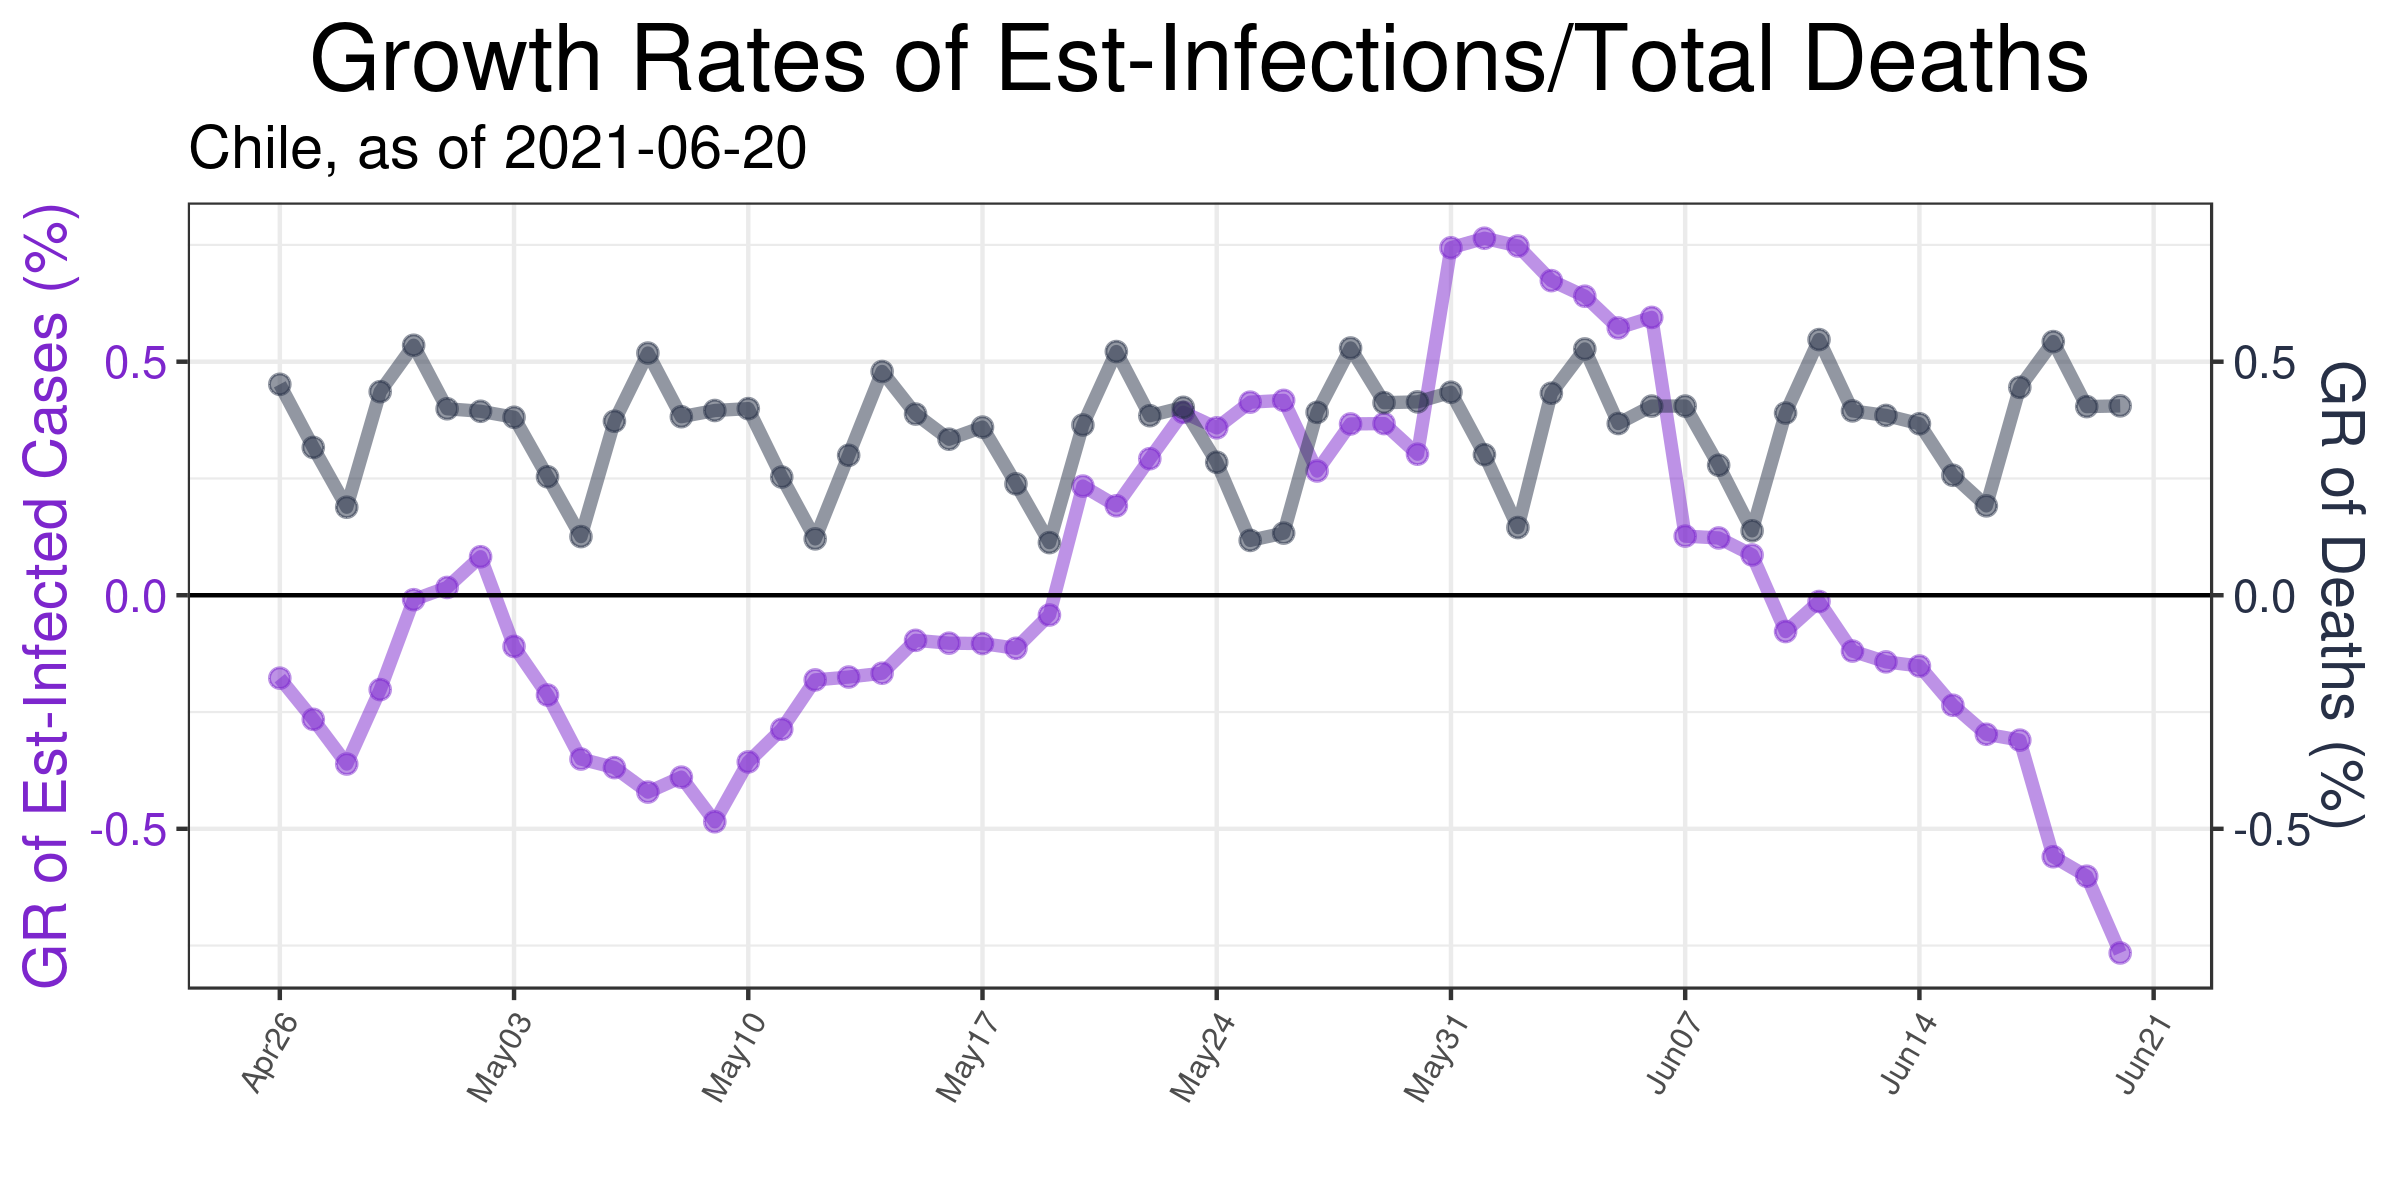 Growth Rates of Est-Infections/Total Deaths
Chile, as of 2021-06-20
GR of Est-Infected Cases (%)
0.5
0.0
-0.5
0.5
0.0
-0.5
GR of Deaths (%)
Apr26
May03
May10
May17
May24
May31
Jun07
Jun14
Jun21